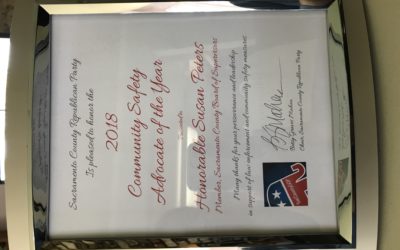 Sacramento County Republican Party
Is pleased to honor the
2018
Community Safety
Advocate of the Year
Honorable Susan Peters
Member, Sacramento County Board of Supervisors
Many thanks for your perseverance and leadership
in support of law enforcement and community safety measures.
Chair, Sacramento County Republican Party